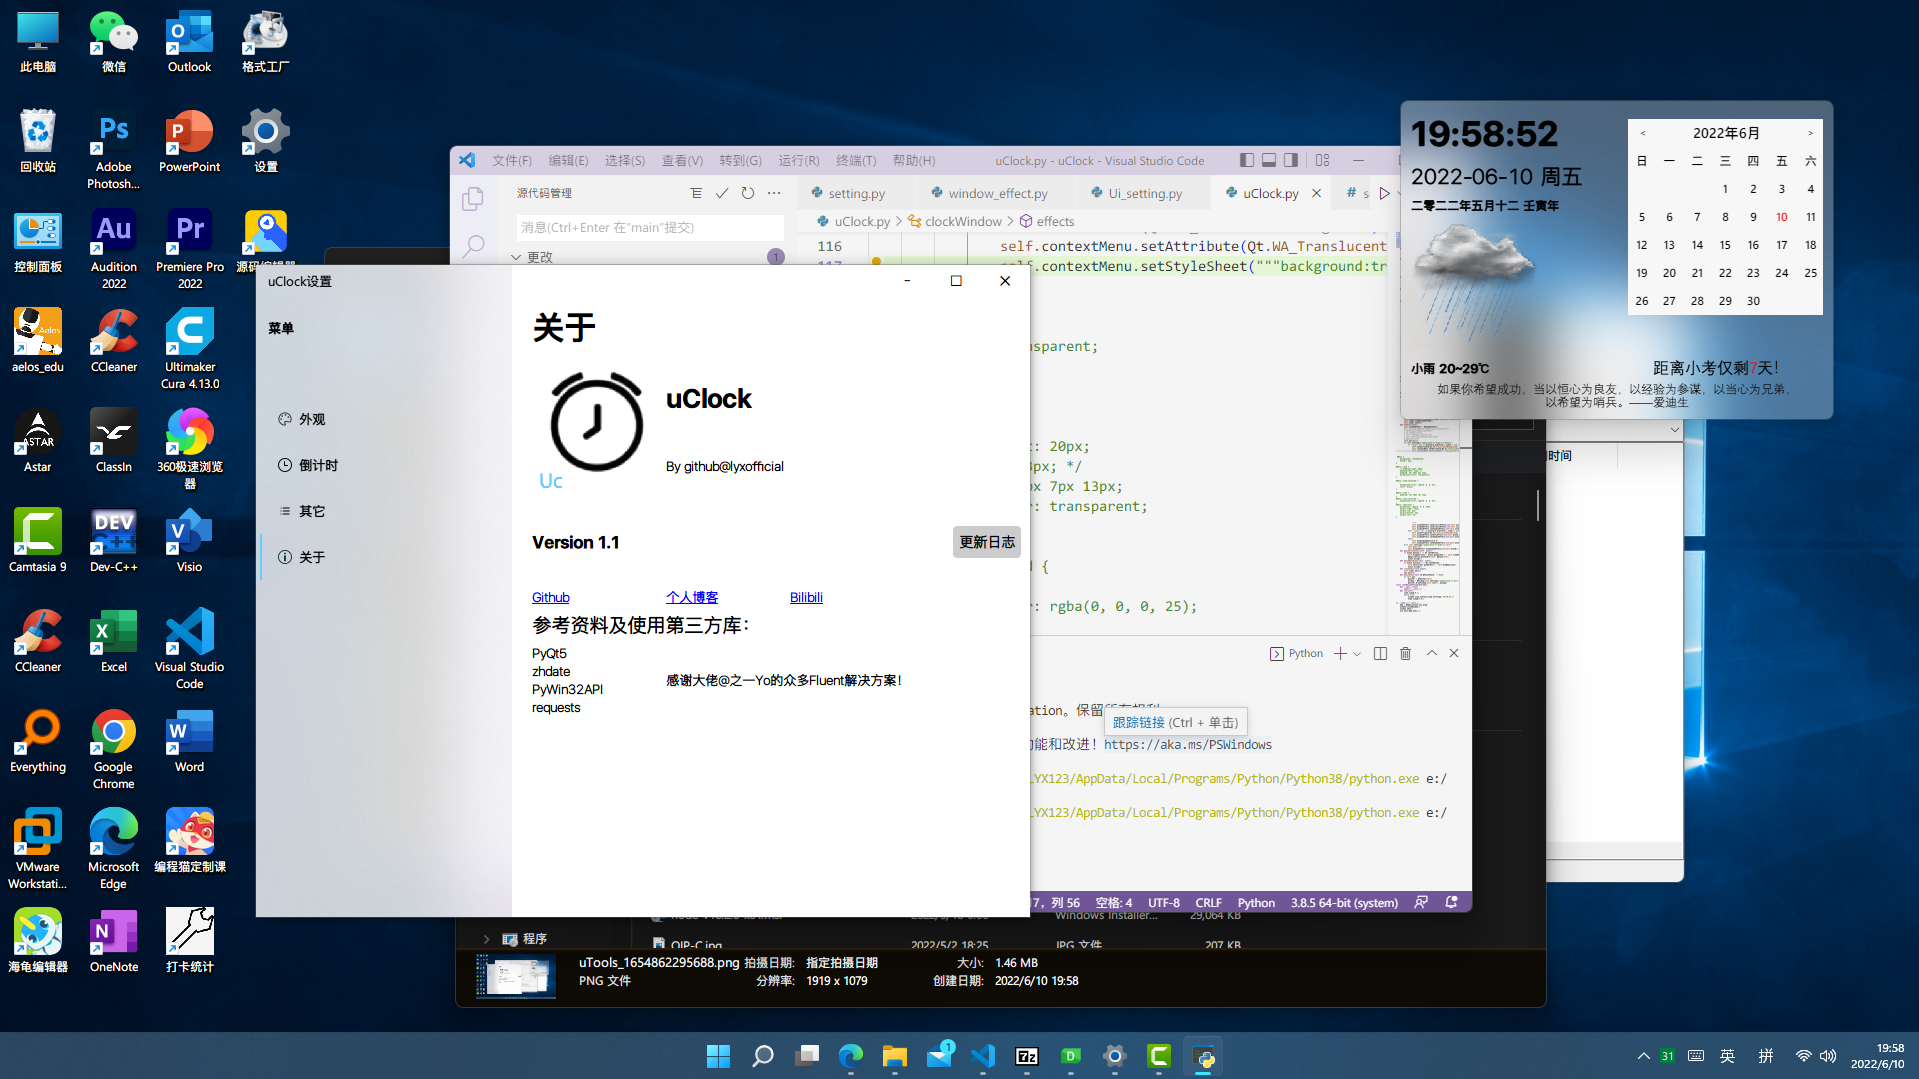 此电脑
微信
Outlook
格式工厂
回收站
Adobe
Photosh...
PowerPoint
设置
控制面板
Audition
2022
Premiere Pro
2022
aelos_edu
CCleaner
Ultimaker
Cura 4.13.0
Astar
ClassIn
360极速浏览
器
Camtasia 9
Dev-C++
Visio
CCleaner
Excel
Visual Studio
Code
Everything
Google
Chrome
Word
VMware
Workstati...
Microsoft
Edge
编程猫定制课
海龟编辑器
OneNote
打卡统计
文件(F) 编辑(E) 选择(S) 查看(V) 转到(G) 运行(R) 终端(T) 帮助(H)
uClock.py - uClock - Visual Studio Code
源代码管理
setting.py window_effect.py Ui_setting.py uClock.py # s
消息(Ctrl+Enter 在"main"提交)
uClock.py > clockWindow > effects
更改 1
116 self.contextMenu.setAttribute(Qt.WA_Translucent
self.contextMenu.setStyleSheet("""background:tr
nsparent;
: 20px;
px; */
x 7px 13px;
: transparent;
{
: rgba(0, 0, 0, 25);
Python
ation。保留所有权利。
跟踪链接 (Ctrl + 单击)
功能和改进！https://aka.ms/PSWindows
LYX123/AppData/Local/Programs/Python/Python38/python.exe e:/
LYX123/AppData/Local/Programs/Python/Python38/python.exe e:/
列 56 空格: 4 UTF-8 CRLF Python 3.8.5 64-bit (system)
uClock设置
菜单
外观
倒计时
其它
关于
关于
uClock
Uc
By github@lyxofficial
Version 1.1
更新日志
Github 个人博客 Bilibili
参考资料及使用第三方库：
PyQt5
zhdate
PyWin32API
requests
感谢大佬@之一Yo的众多Fluent解决方案！
19:58:52
2022-06-10 周五
二零二二年五月十二 壬寅年
小雨 20~29℃
< 2022年6月 >
日 一 二 三 四 五 六
1 2 3 4
5 6 7 8 9 10 11
12 13 14 15 16 17 18
19 20 21 22 23 24 25
26 27 28 29 30
距离小考仅剩7天！
如果你希望成功，当以恒心为良友，以经验为参谋，以当心为兄弟，
以希望为哨兵。——爱迪生
时间
程序
OIP-C.jpg 2022/5/2 18:25 JPG 文件 207 KB
Windows Installer... 29,064 KB
uTools_1654862295688.png 拍摄日期: 指定拍摄日期 大小: 1.46 MB
PNG 文件 分辨率: 1919 x 1079 创建日期: 2022/6/10 19:58
1
31
英
拼
19:58
2022/6/10